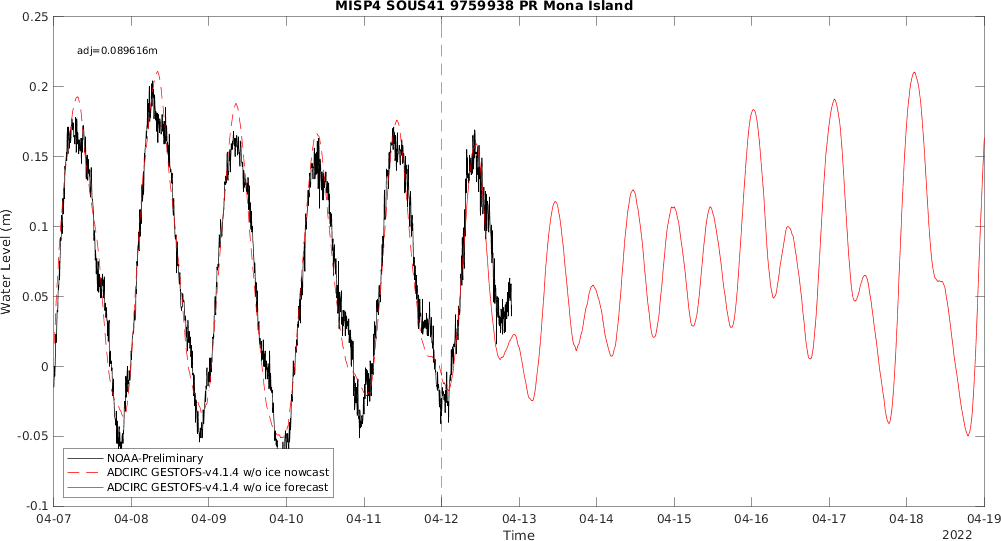 MISP4 SOUS41 9759938 PR Mona Island
adj=0.089616m
Water Level (m)
0.25
0.2
0.15
0.1
0.05
0
-0.05
-0.1
NOAA-Preliminary
ADCIRC GESTOFS-v4.1.4 w/o ice nowcast
ADCIRC GESTOFS-v4.1.4 w/o ice forecast
04-07 04-08 04-09 04-10 04-11 04-12 04-13 04-14 04-15 04-16 04-17 04-18 04-19
Time
2022